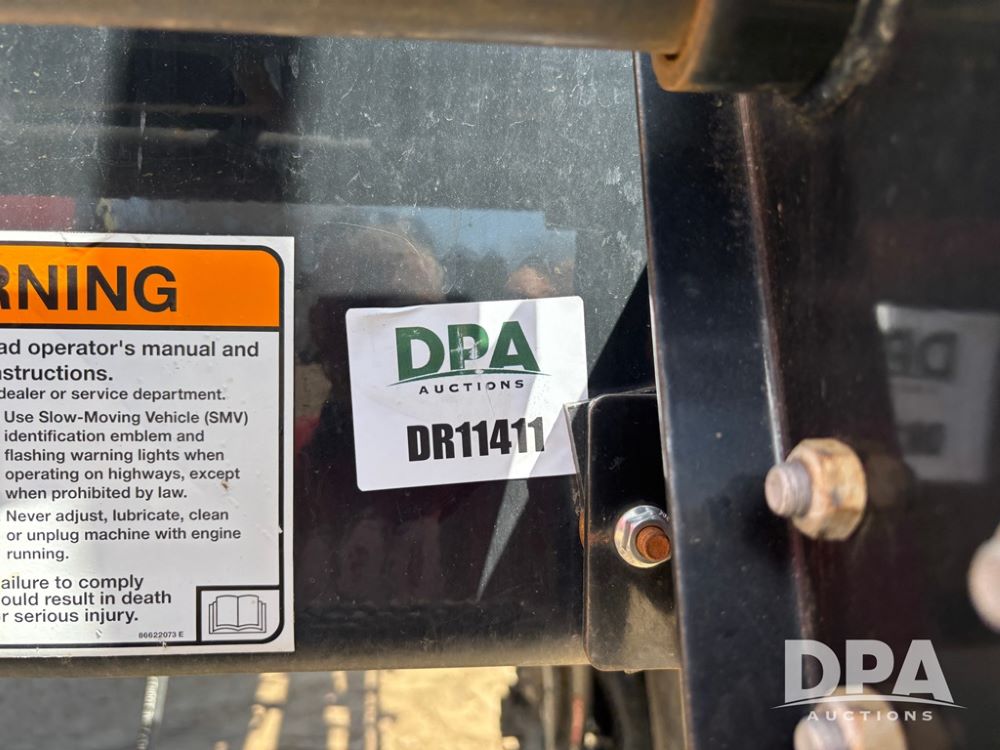 RNING
ad operator's manual and
nstructions.
dealer or service department.
Use Slow-Moving Vehicle (SMV)
identification emblem and
flashing warning lights when
operating on highways, except
when prohibited by law.
Never adjust, lubricate, clean
or unplug machine with engine
running.
ailure to comply
ould result in death
r serious injury.
86622073 E
DPA
AUCTIONS
DR11411
DPA
AUCTIONS